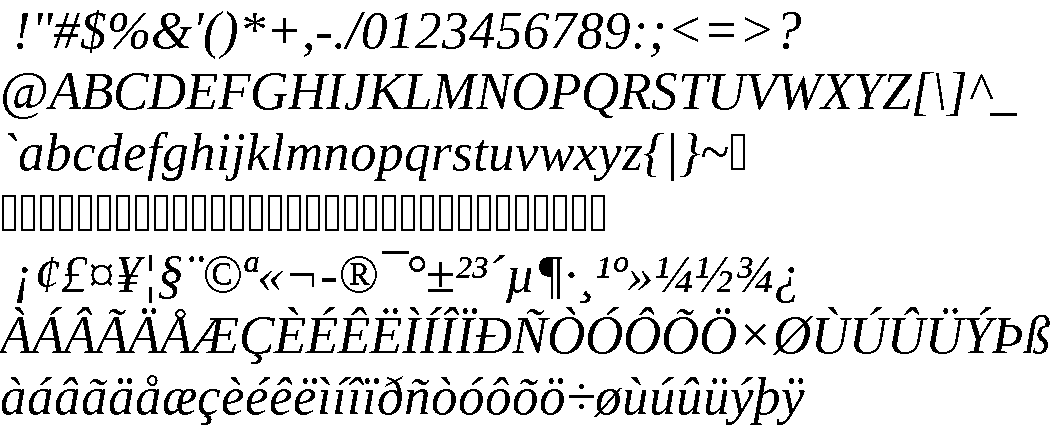 !"#$%&'()*+,-./0123456789:;<=>?
@ABCDEFGHIJKLMNOPQRSTUVWXYZ[\]^_
`abcdefghijklmnopqrstuvwxyz{|}~▯
▯▯▯▯▯▯▯▯▯▯▯▯▯▯▯▯▯▯▯▯▯▯▯▯▯▯▯▯▯▯▯▯
¡¢£¤¥¦§¨©ª«¬-®¯°±²³´µ¶·¸¹º»¼½¾¿
ÀÁÂÃÄÅÆÇÈÉÊËÌÍÎÏÐÑÒÓÔÕÖ×ØÙÚÛÜÝÞß
àáâãäåæçèéêëìíîïðñòóôõö÷øùúûüýþÿ